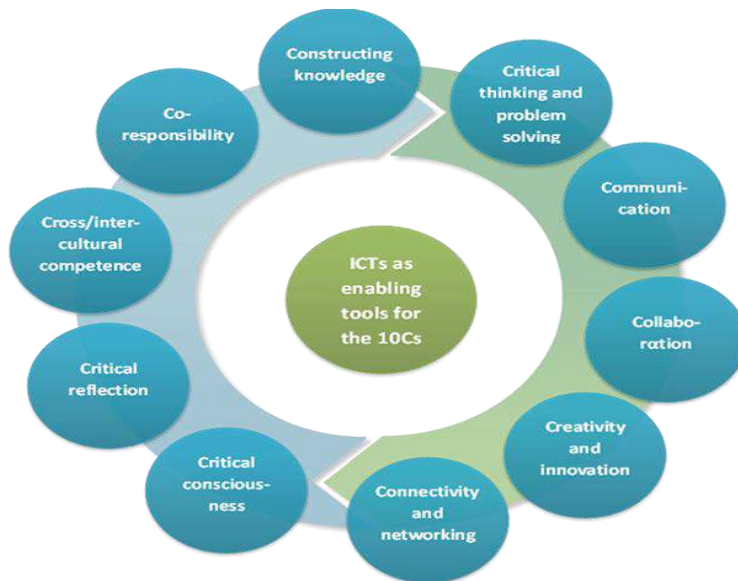 Constructing
knowledge
Critical
thinking and
problem
solving
Communi-
cation
Collabo-
rαtion
Creativity and
innovation
Connectivity
and
networking
Critical
conscious-
ness
Critical
reflection
Cross/inter-
cultural
competence
Co-
responsibility
ICTs as
enabling
tools for
the 10Cs